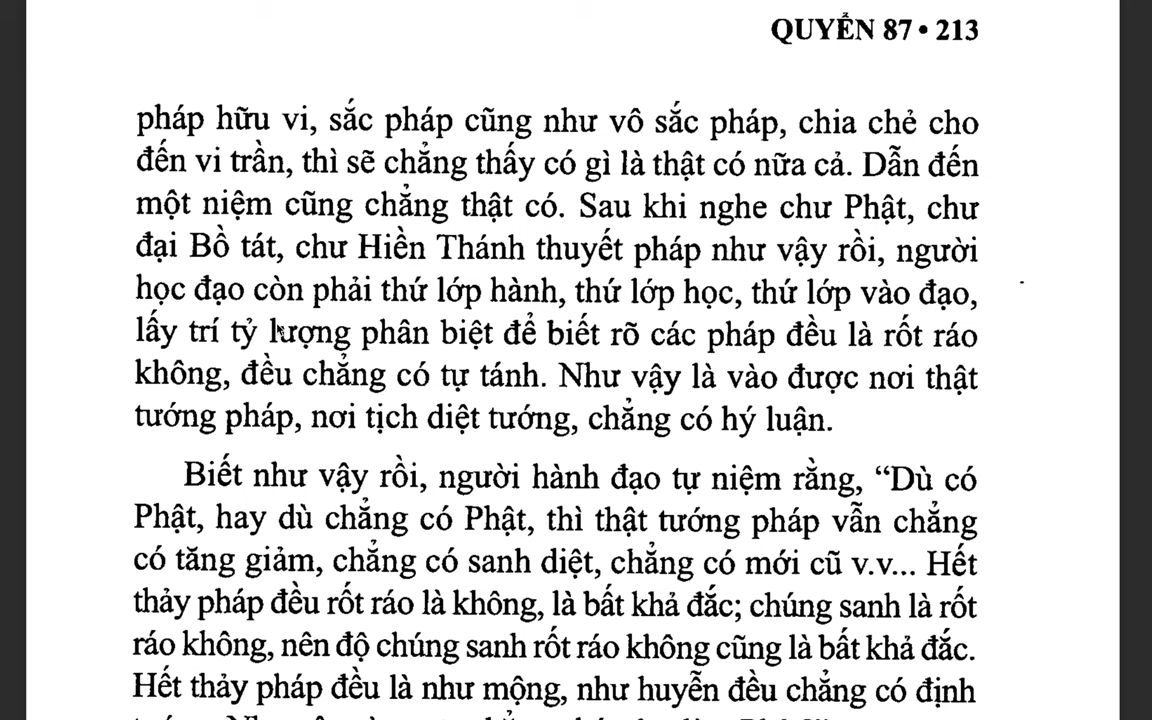 QUYỂN 87 • 213
pháp hữu vi, sắc pháp cũng như vô sắc pháp, chia chẻ cho
đến vi trần, thì sẽ chẳng thấy có gì là thật có nữa cả. Dẫn đến
một niệm cũng chẳng thật có. Sau khi nghe chư Phật, chư
đại Bồ tát, chư Hiền Thánh thuyết pháp như vậy rồi, người
học đạo còn phải thứ lớp hành, thứ lớp học, thứ lớp vào đạo,
lấy trí tỷ lượng phân biệt để biết rõ các pháp đều là rốt ráo
không, đều chẳng có tự tánh. Như vậy là vào được nơi thật
tướng pháp, nơi tịch diệt tướng, chẳng có hý luận.
Biết như vậy rồi, người hành đạo tự niệm rằng, “Dù có
Phật, hay dù chẳng có Phật, thì thật tướng pháp vẫn chẳng
có tăng giảm, chẳng có sanh diệt, chẳng có mới cũ v.v... Hết
thảy pháp đều rốt ráo là không, là bất khả đắc; chúng sanh là rốt
ráo không, nên độ chúng sanh rốt ráo không cũng là bất khả đắc.
Hết thảy pháp đều là như mộng, như huyễn đều chẳng có định